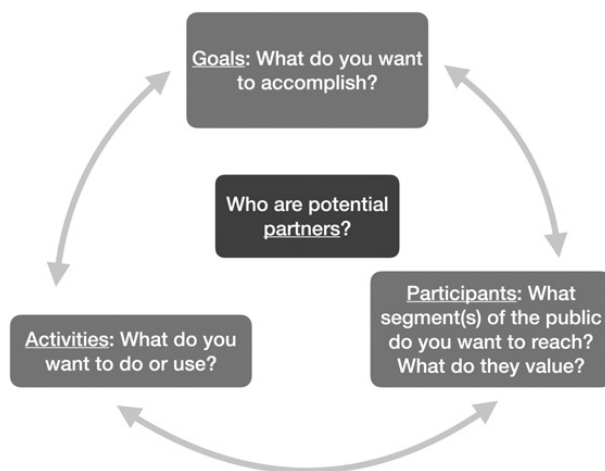 Goals: What do you want
to accomplish?
Who are potential
partners?
Activities: What do you
want to do or use?
Participants: What
segment(s) of the public
do you want to reach?
What do they value?